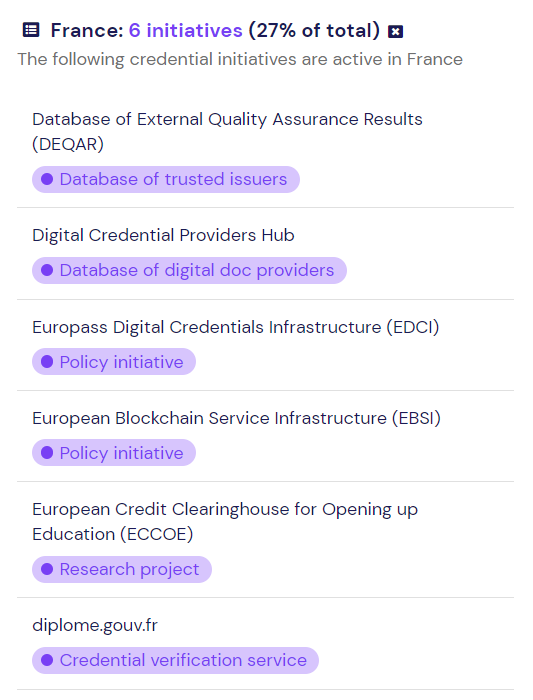 France: 6 initiatives (27% of total)
The following credential initiatives are active in France
Database of External Quality Assurance Results
(DEQAR)
Database of trusted issuers
Digital Credential Providers Hub
Database of digital doc providers
Europass Digital Credentials Infrastructure (EDCI)
Policy initiative
European Blockchain Service Infrastructure (EBSI)
Policy initiative
European Credit Clearinghouse for Opening up
Education (ECCOE)
Research project
diplome.gouv.fr
Credential verification service